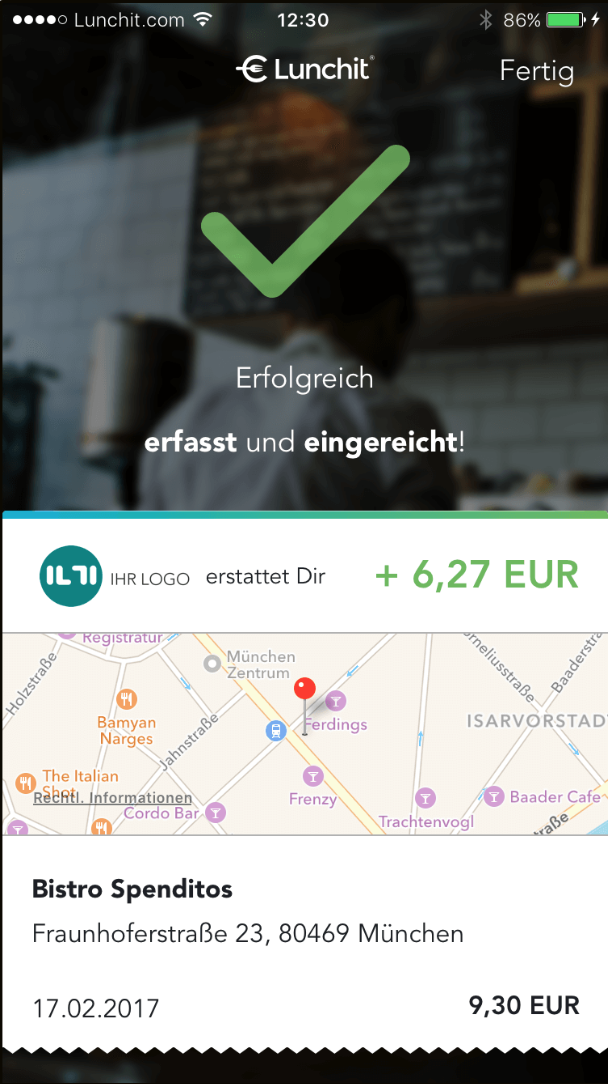 Lunchit.com 12:30 86%
Lunchit®
Fertig
Erfolgreich
erfasst und eingereicht!
IHR LOGO erstattet Dir + 6,27 EUR
Registratur
München
Zentrum
Holzstraße
Corneliusstraße
Baaderstraße
Bamyan
Narges
Jahnstraße
Ferdings
ISARVORSTADT
The Italian
Shot
Rechtl. Informationen
Frenzy
Baader Cafe
Cordo Bar
Trachtenvogl
straße
Bistro Spenditos
Fraunhoferstraße 23, 80469 München
17.02.2017 9,30 EUR